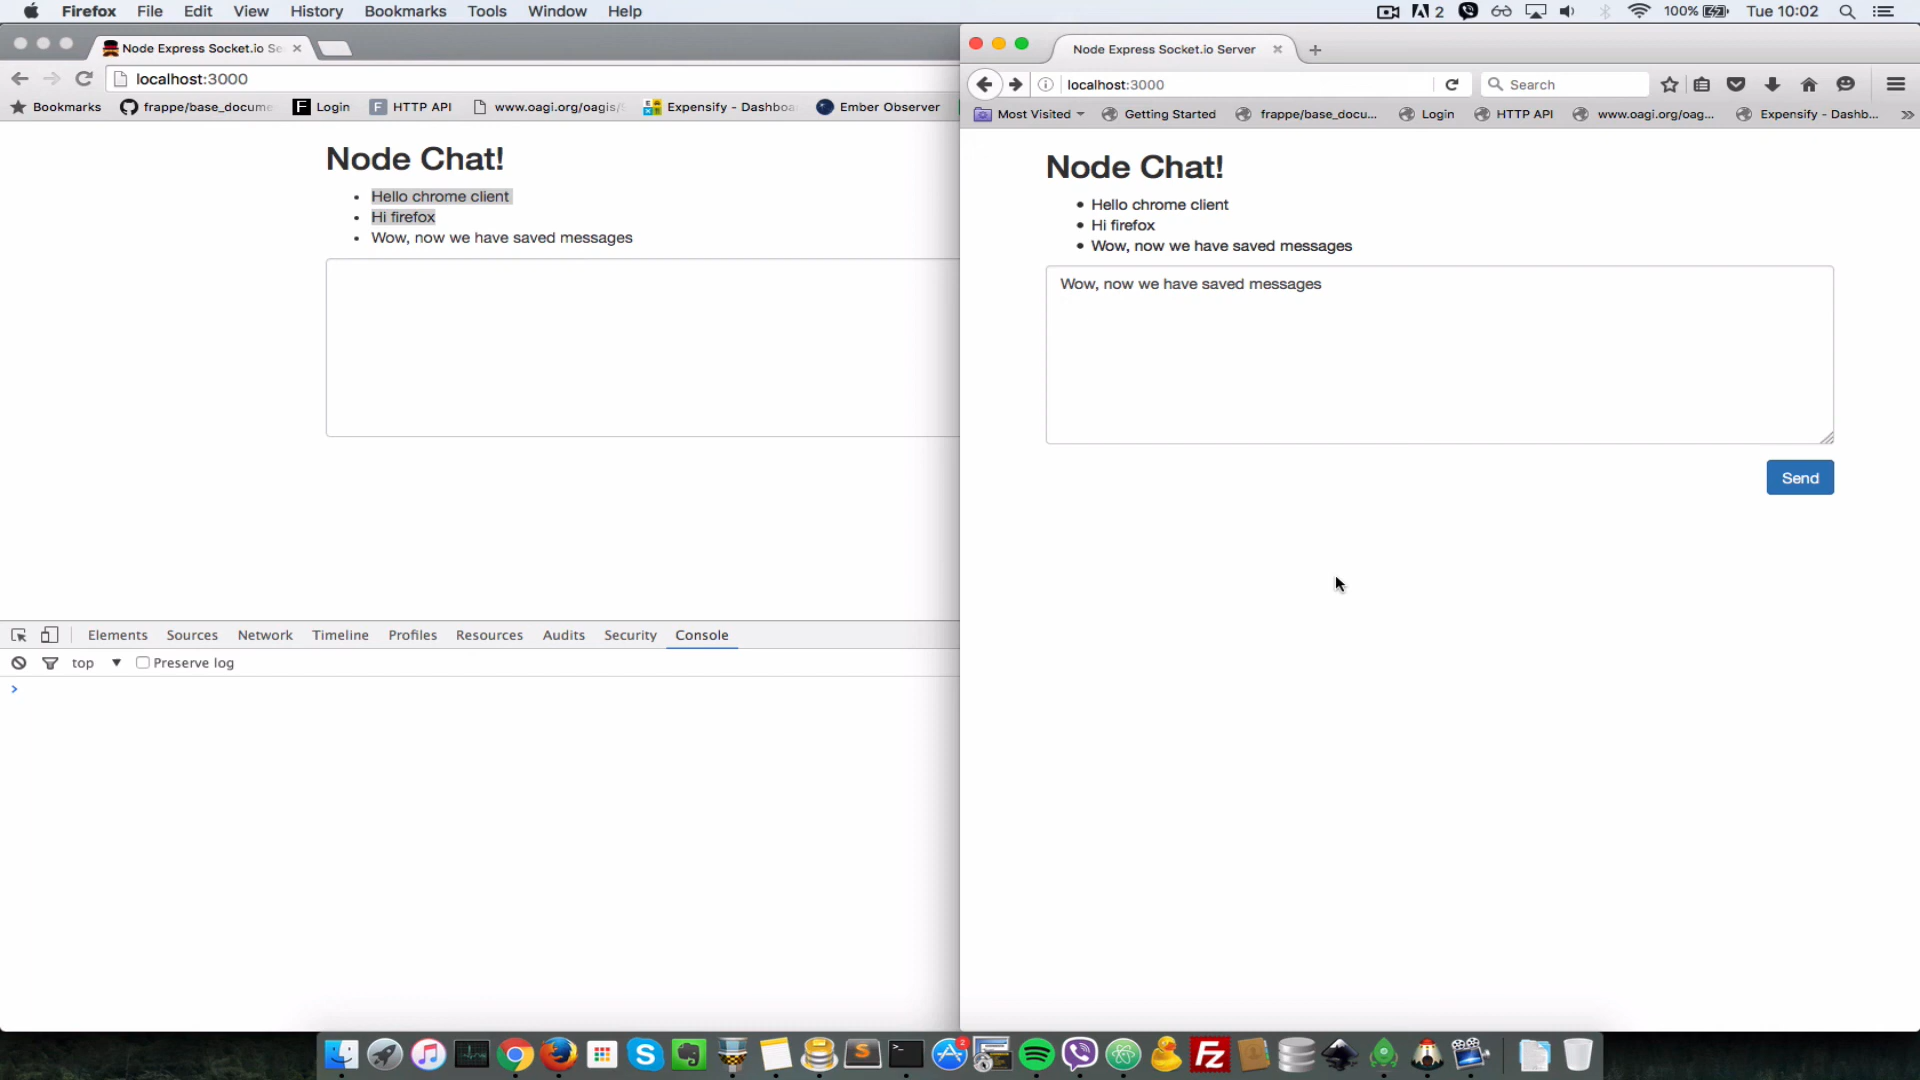 Firefox File Edit View History Bookmarks Tools Window Help
2 100% Tue 10:02
Node Express Socket.io Se
localhost:3000
Bookmarks frappe/base_docume Login HTTP API www.oagi.org/oagis/ Expensify - Dashboa Ember Observer
Node Chat!
• Hello chrome client
• Hi firefox
• Wow, now we have saved messages
Elements Sources Network Timeline Profiles Resources Audits Security Console
top Preserve log
>
Node Express Socket.io Server
localhost:3000 Search
Most Visited Getting Started frappe/base_docu... Login HTTP API www.oagi.org/oag... Expensify - Dashb... »
Node Chat!
• Hello chrome client
• Hi firefox
• Wow, now we have saved messages
Wow, now we have saved messages
Send